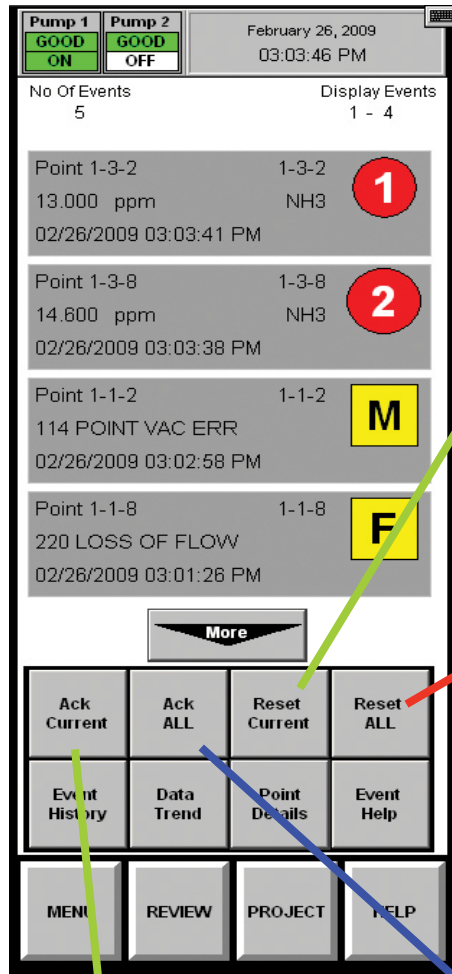 Pump 1 Pump 2
GOOD GOOD
ON OFF
February 26, 2009
03:03:46 PM
No Of Events Display Events
5 1 - 4
Point 1-3-2 1-3-2 1
13.000 ppm NH3
02/26/2009 03:03:41 PM
Point 1-3-8 1-3-8 2
14.600 ppm NH3
02/26/2009 03:03:38 PM
Point 1-1-2 1-1-2 M
114 POINT VAC ERR
02/26/2009 03:02:58 PM
Point 1-1-8 1-1-8 F
220 LOSS OF FLOW
02/26/2009 03:01:26 PM
More
Ack Ack Reset Reset
Current ALL Current ALL
Event Data Point Event
History Trend Details Help
MENU REVIEW PROJECT HELP